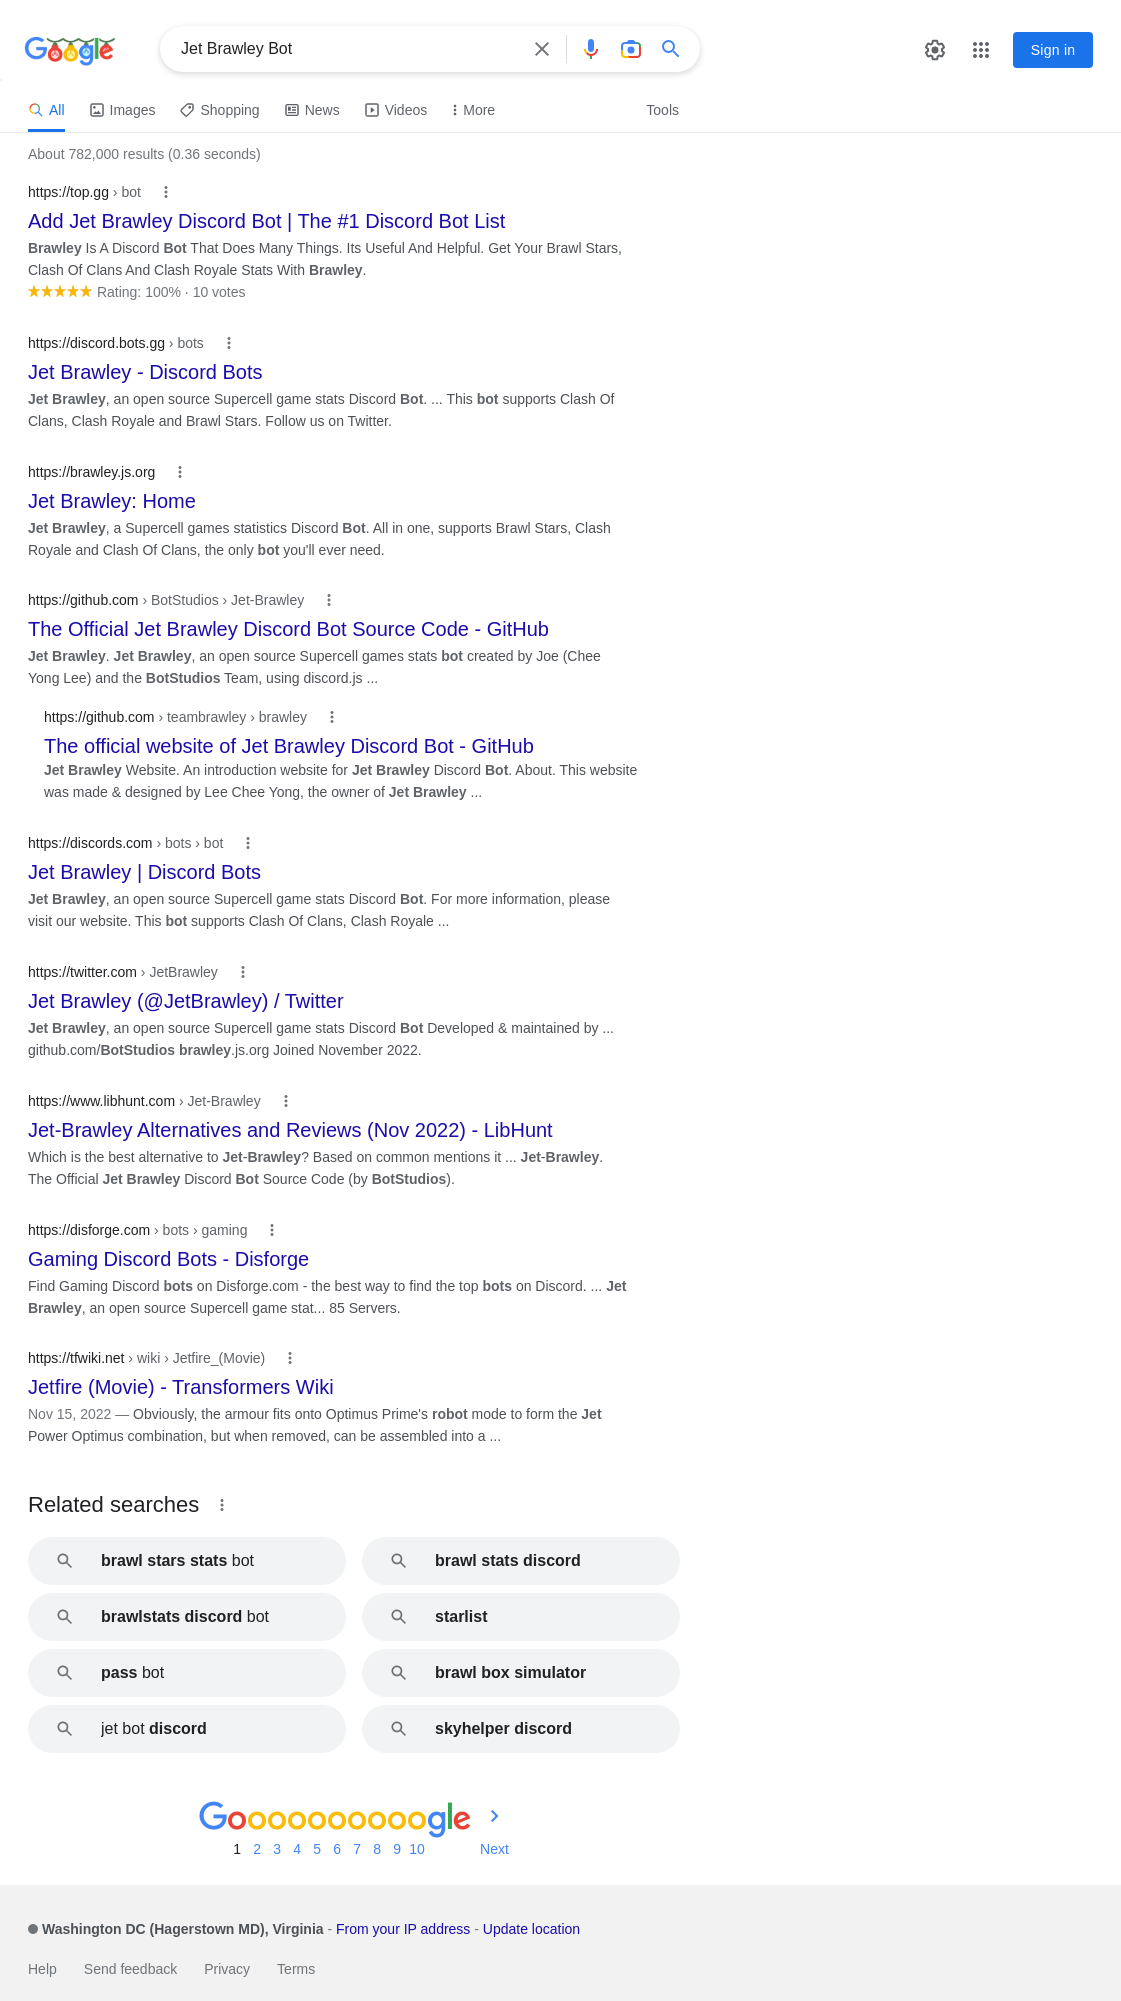 Google
Jet Brawley Bot
Sign in
All
Images
Shopping
News
Videos
More
Tools
About 782,000 results (0.36 seconds)
https://top.gg › bot
Add Jet Brawley Discord Bot | The #1 Discord Bot List
Brawley Is A Discord Bot That Does Many Things. Its Useful And Helpful. Get Your Brawl Stars,
Clash Of Clans And Clash Royale Stats With Brawley.
Rating: 100% · 10 votes
https://discord.bots.gg › bots
Jet Brawley - Discord Bots
Jet Brawley, an open source Supercell game stats Discord Bot. ... This bot supports Clash Of
Clans, Clash Royale and Brawl Stars. Follow us on Twitter.
https://brawley.js.org
Jet Brawley: Home
Jet Brawley, a Supercell games statistics Discord Bot. All in one, supports Brawl Stars, Clash
Royale and Clash Of Clans, the only bot you'll ever need.
https://github.com › BotStudios › Jet-Brawley
The Official Jet Brawley Discord Bot Source Code - GitHub
Jet Brawley. Jet Brawley, an open source Supercell games stats bot created by Joe (Chee
Yong Lee) and the BotStudios Team, using discord.js ...
https://github.com › teambrawley › brawley
The official website of Jet Brawley Discord Bot - GitHub
Jet Brawley Website. An introduction website for Jet Brawley Discord Bot. About. This website
was made & designed by Lee Chee Yong, the owner of Jet Brawley ...
https://discords.com › bots › bot
Jet Brawley | Discord Bots
Jet Brawley, an open source Supercell game stats Discord Bot. For more information, please
visit our website. This bot supports Clash Of Clans, Clash Royale ...
https://twitter.com › JetBrawley
Jet Brawley (@JetBrawley) / Twitter
Jet Brawley, an open source Supercell game stats Discord Bot Developed & maintained by ...
github.com/BotStudios brawley.js.org Joined November 2022.
https://www.libhunt.com › Jet-Brawley
Jet-Brawley Alternatives and Reviews (Nov 2022) - LibHunt
Which is the best alternative to Jet-Brawley? Based on common mentions it ... Jet-Brawley.
The Official Jet Brawley Discord Bot Source Code (by BotStudios).
https://disforge.com › bots › gaming
Gaming Discord Bots - Disforge
Find Gaming Discord bots on Disforge.com - the best way to find the top bots on Discord. ... Jet
Brawley, an open source Supercell game stat... 85 Servers.
https://tfwiki.net › wiki › Jetfire_(Movie)
Jetfire (Movie) - Transformers Wiki
Nov 15, 2022 — Obviously, the armour fits onto Optimus Prime's robot mode to form the Jet
Power Optimus combination, but when removed, can be assembled into a ...
Related searches
brawl stars stats bot
brawl stats discord
brawlstats discord bot
starlist
pass bot
brawl box simulator
jet bot discord
skyhelper discord
Goooooooooogle
1 2 3 4 5 6 7 8 9 10 Next
Washington DC (Hagerstown MD), Virginia - From your IP address - Update location
Help Send feedback Privacy Terms